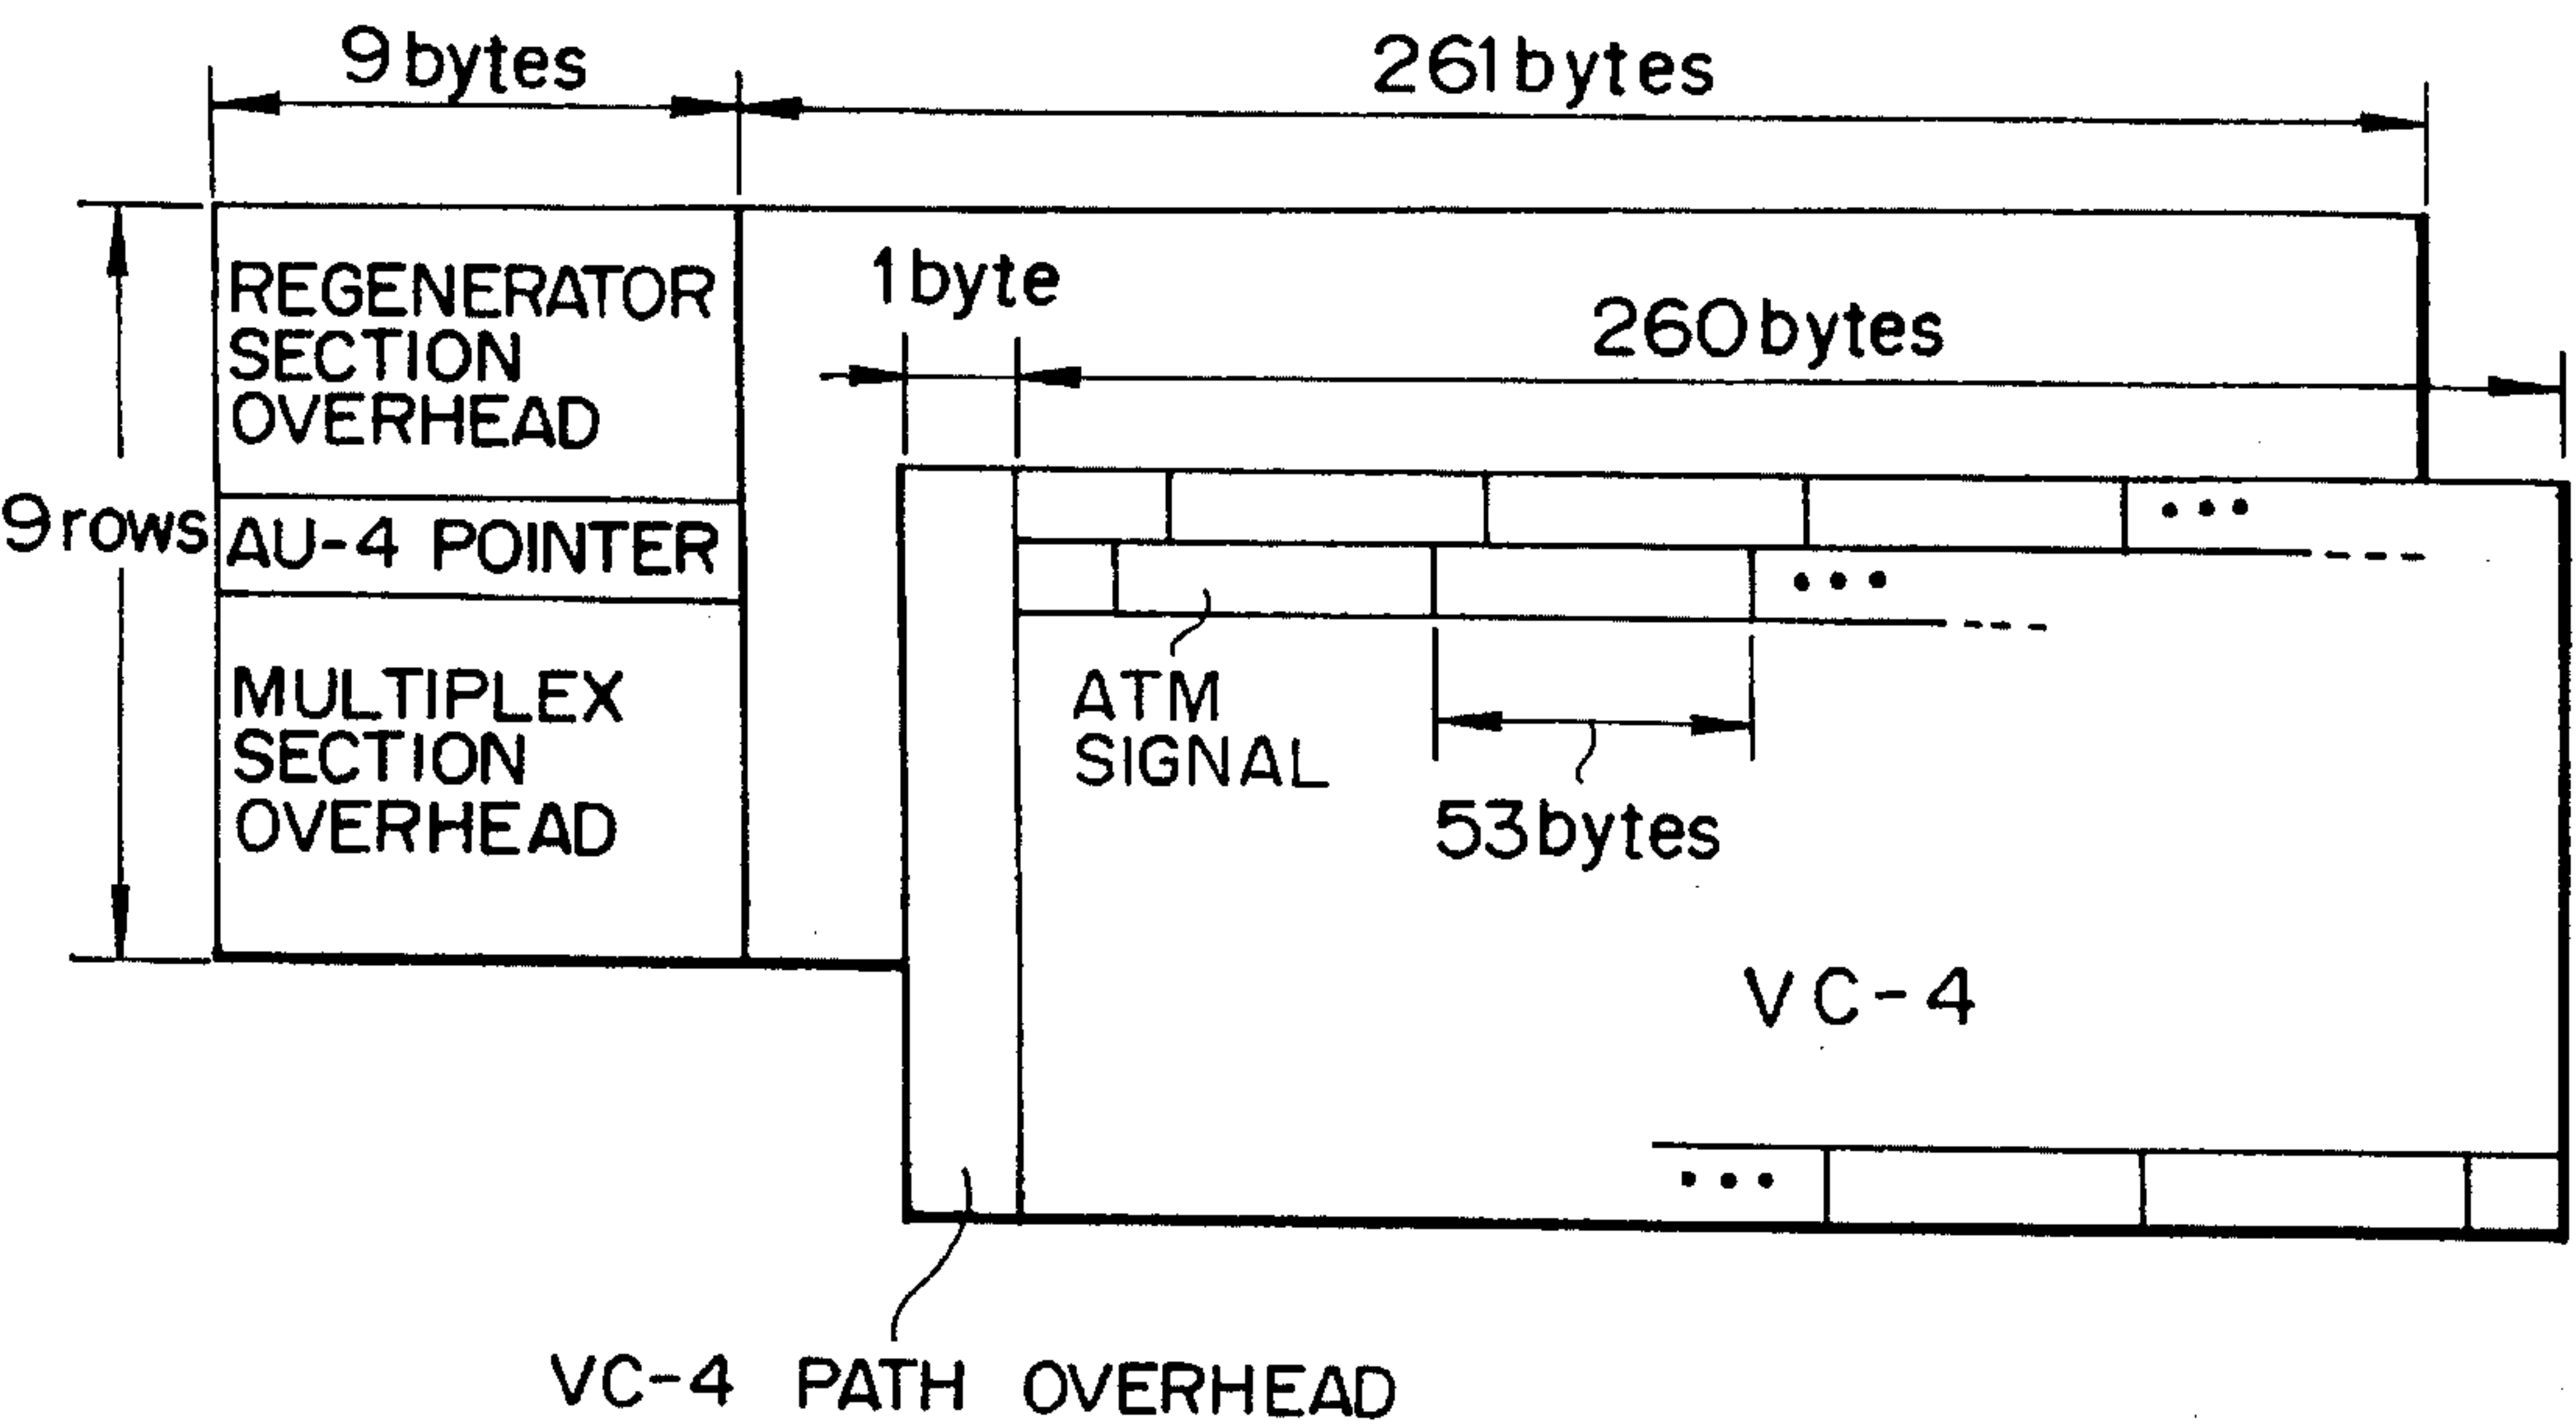 9 bytes
261 bytes
1 byte
260 bytes
REGENERATOR
SECTION
OVERHEAD
9 rows
AU-4 POINTER
MULTIPLEX
SECTION
OVERHEAD
ATM
SIGNAL
53 bytes
VC-4
VC-4 PATH OVERHEAD